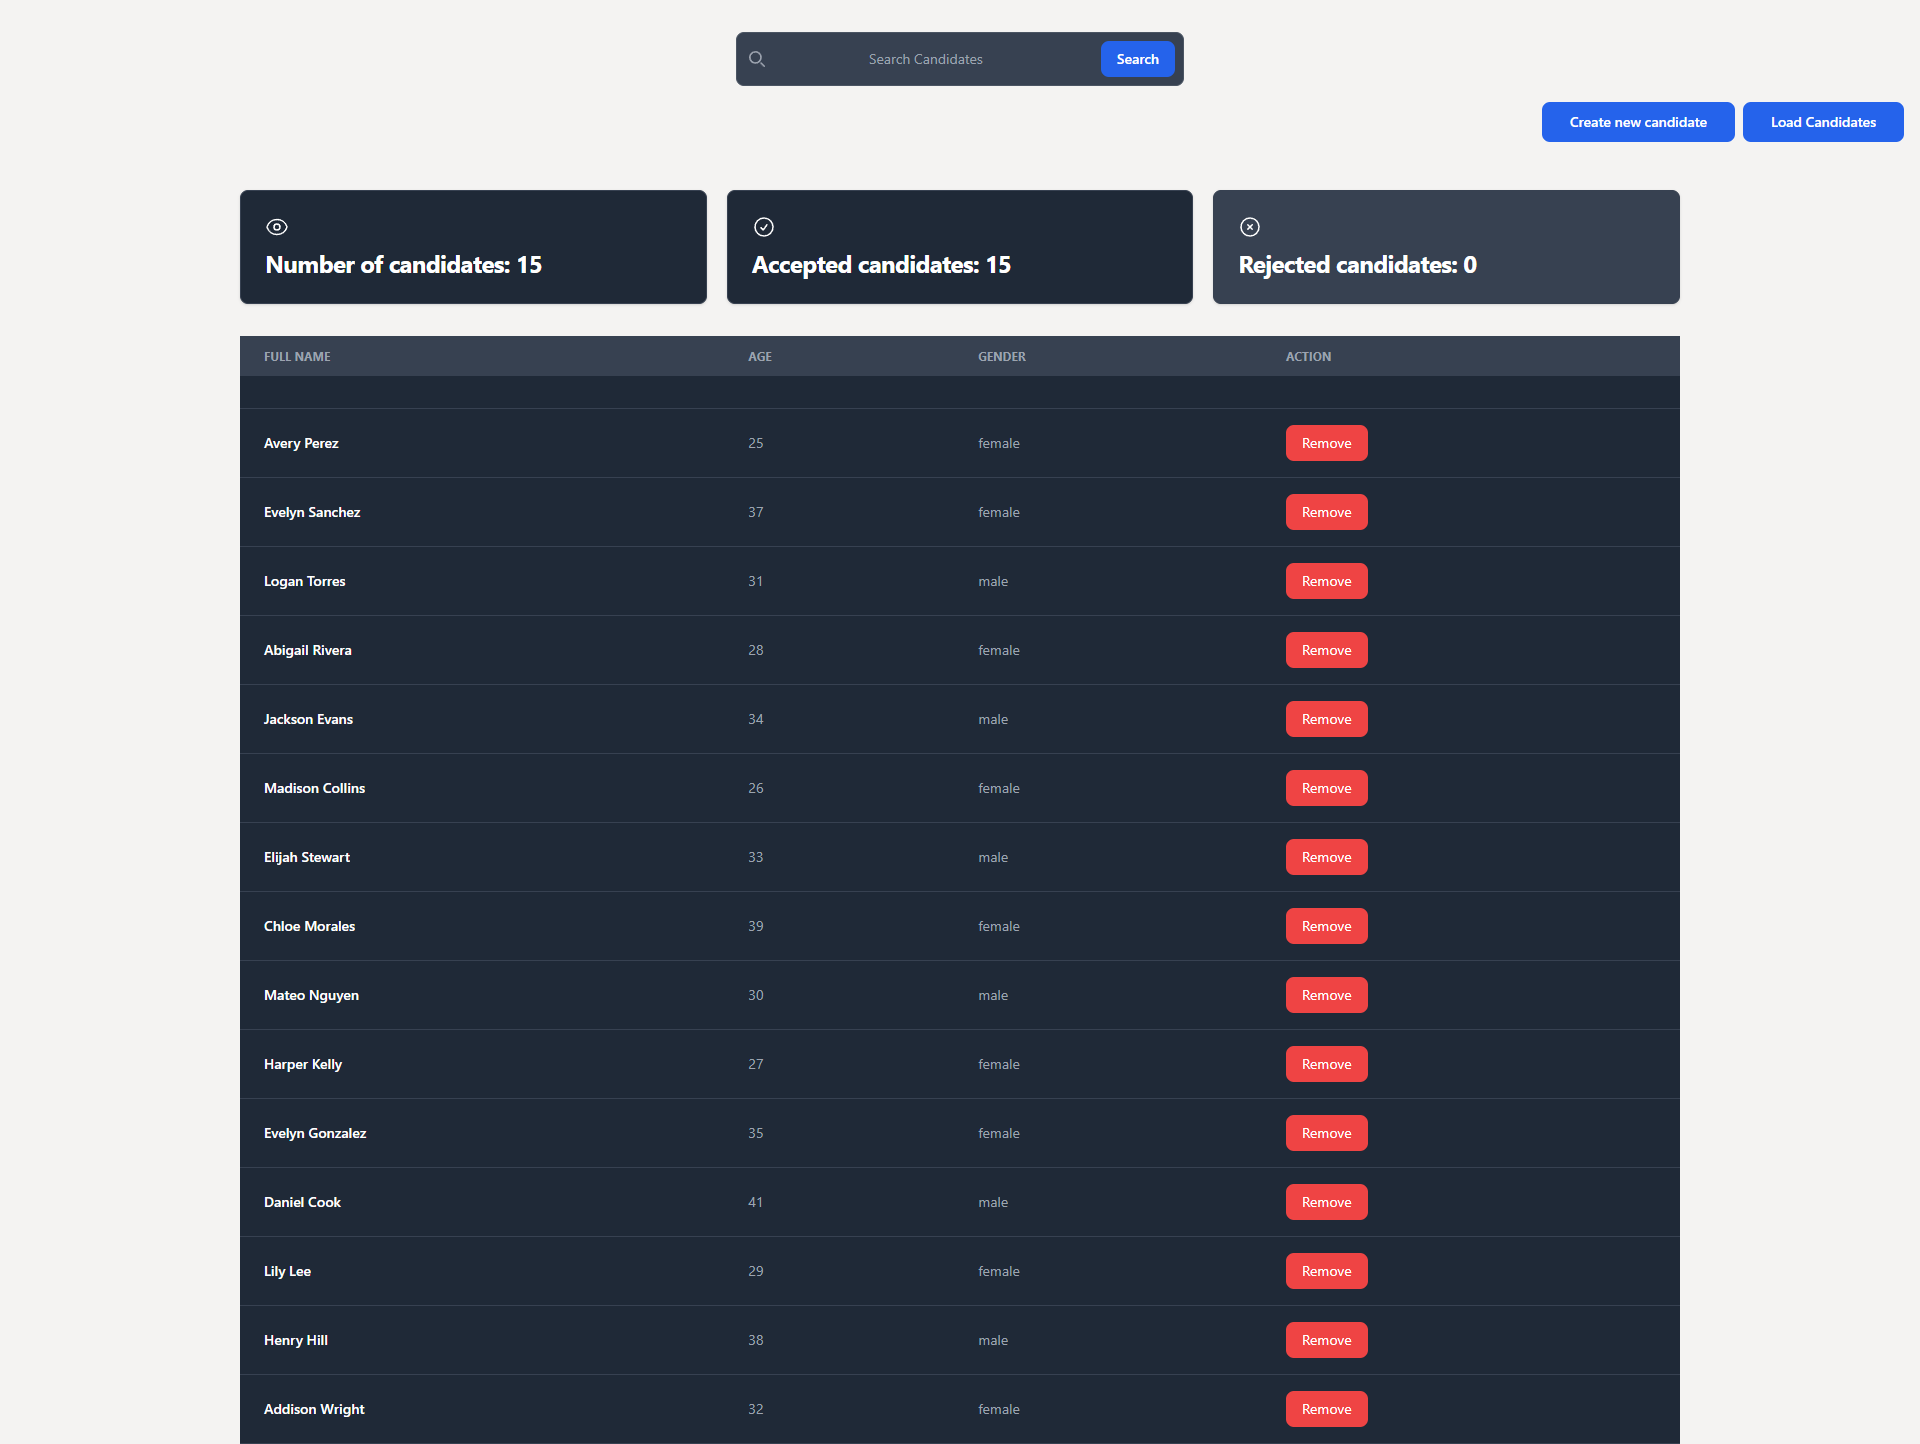 Search Candidates Search
Create new candidate Load Candidates
Number of candidates: 15 Accepted candidates: 15 Rejected candidates: 0
FULL NAME AGE GENDER ACTION
Avery Perez 25 female Remove
Evelyn Sanchez 37 female Remove
Logan Torres 31 male Remove
Abigail Rivera 28 female Remove
Jackson Evans 34 male Remove
Madison Collins 26 female Remove
Elijah Stewart 33 male Remove
Chloe Morales 39 female Remove
Mateo Nguyen 30 male Remove
Harper Kelly 27 female Remove
Evelyn Gonzalez 35 female Remove
Daniel Cook 41 male Remove
Lily Lee 29 female Remove
Henry Hill 38 male Remove
Addison Wright 32 female Remove